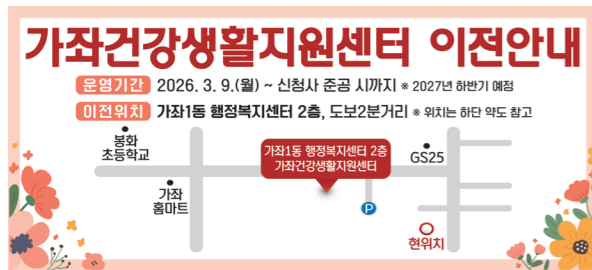 가좌건강생활지원센터 이전안내
운영기간 2026. 3. 9.(월) ~ 신청사 준공 시까지 ※ 2027년 하반기 예정
이전위치 가좌1동 행정복지센터 2층, 도보2분거리 ※ 위치는 하단 약도 참고
봉화
초등학교
가좌1동 행정복지센터 2층
가좌건강생활지원센터
GS25
가좌
홈마트
P
현위치